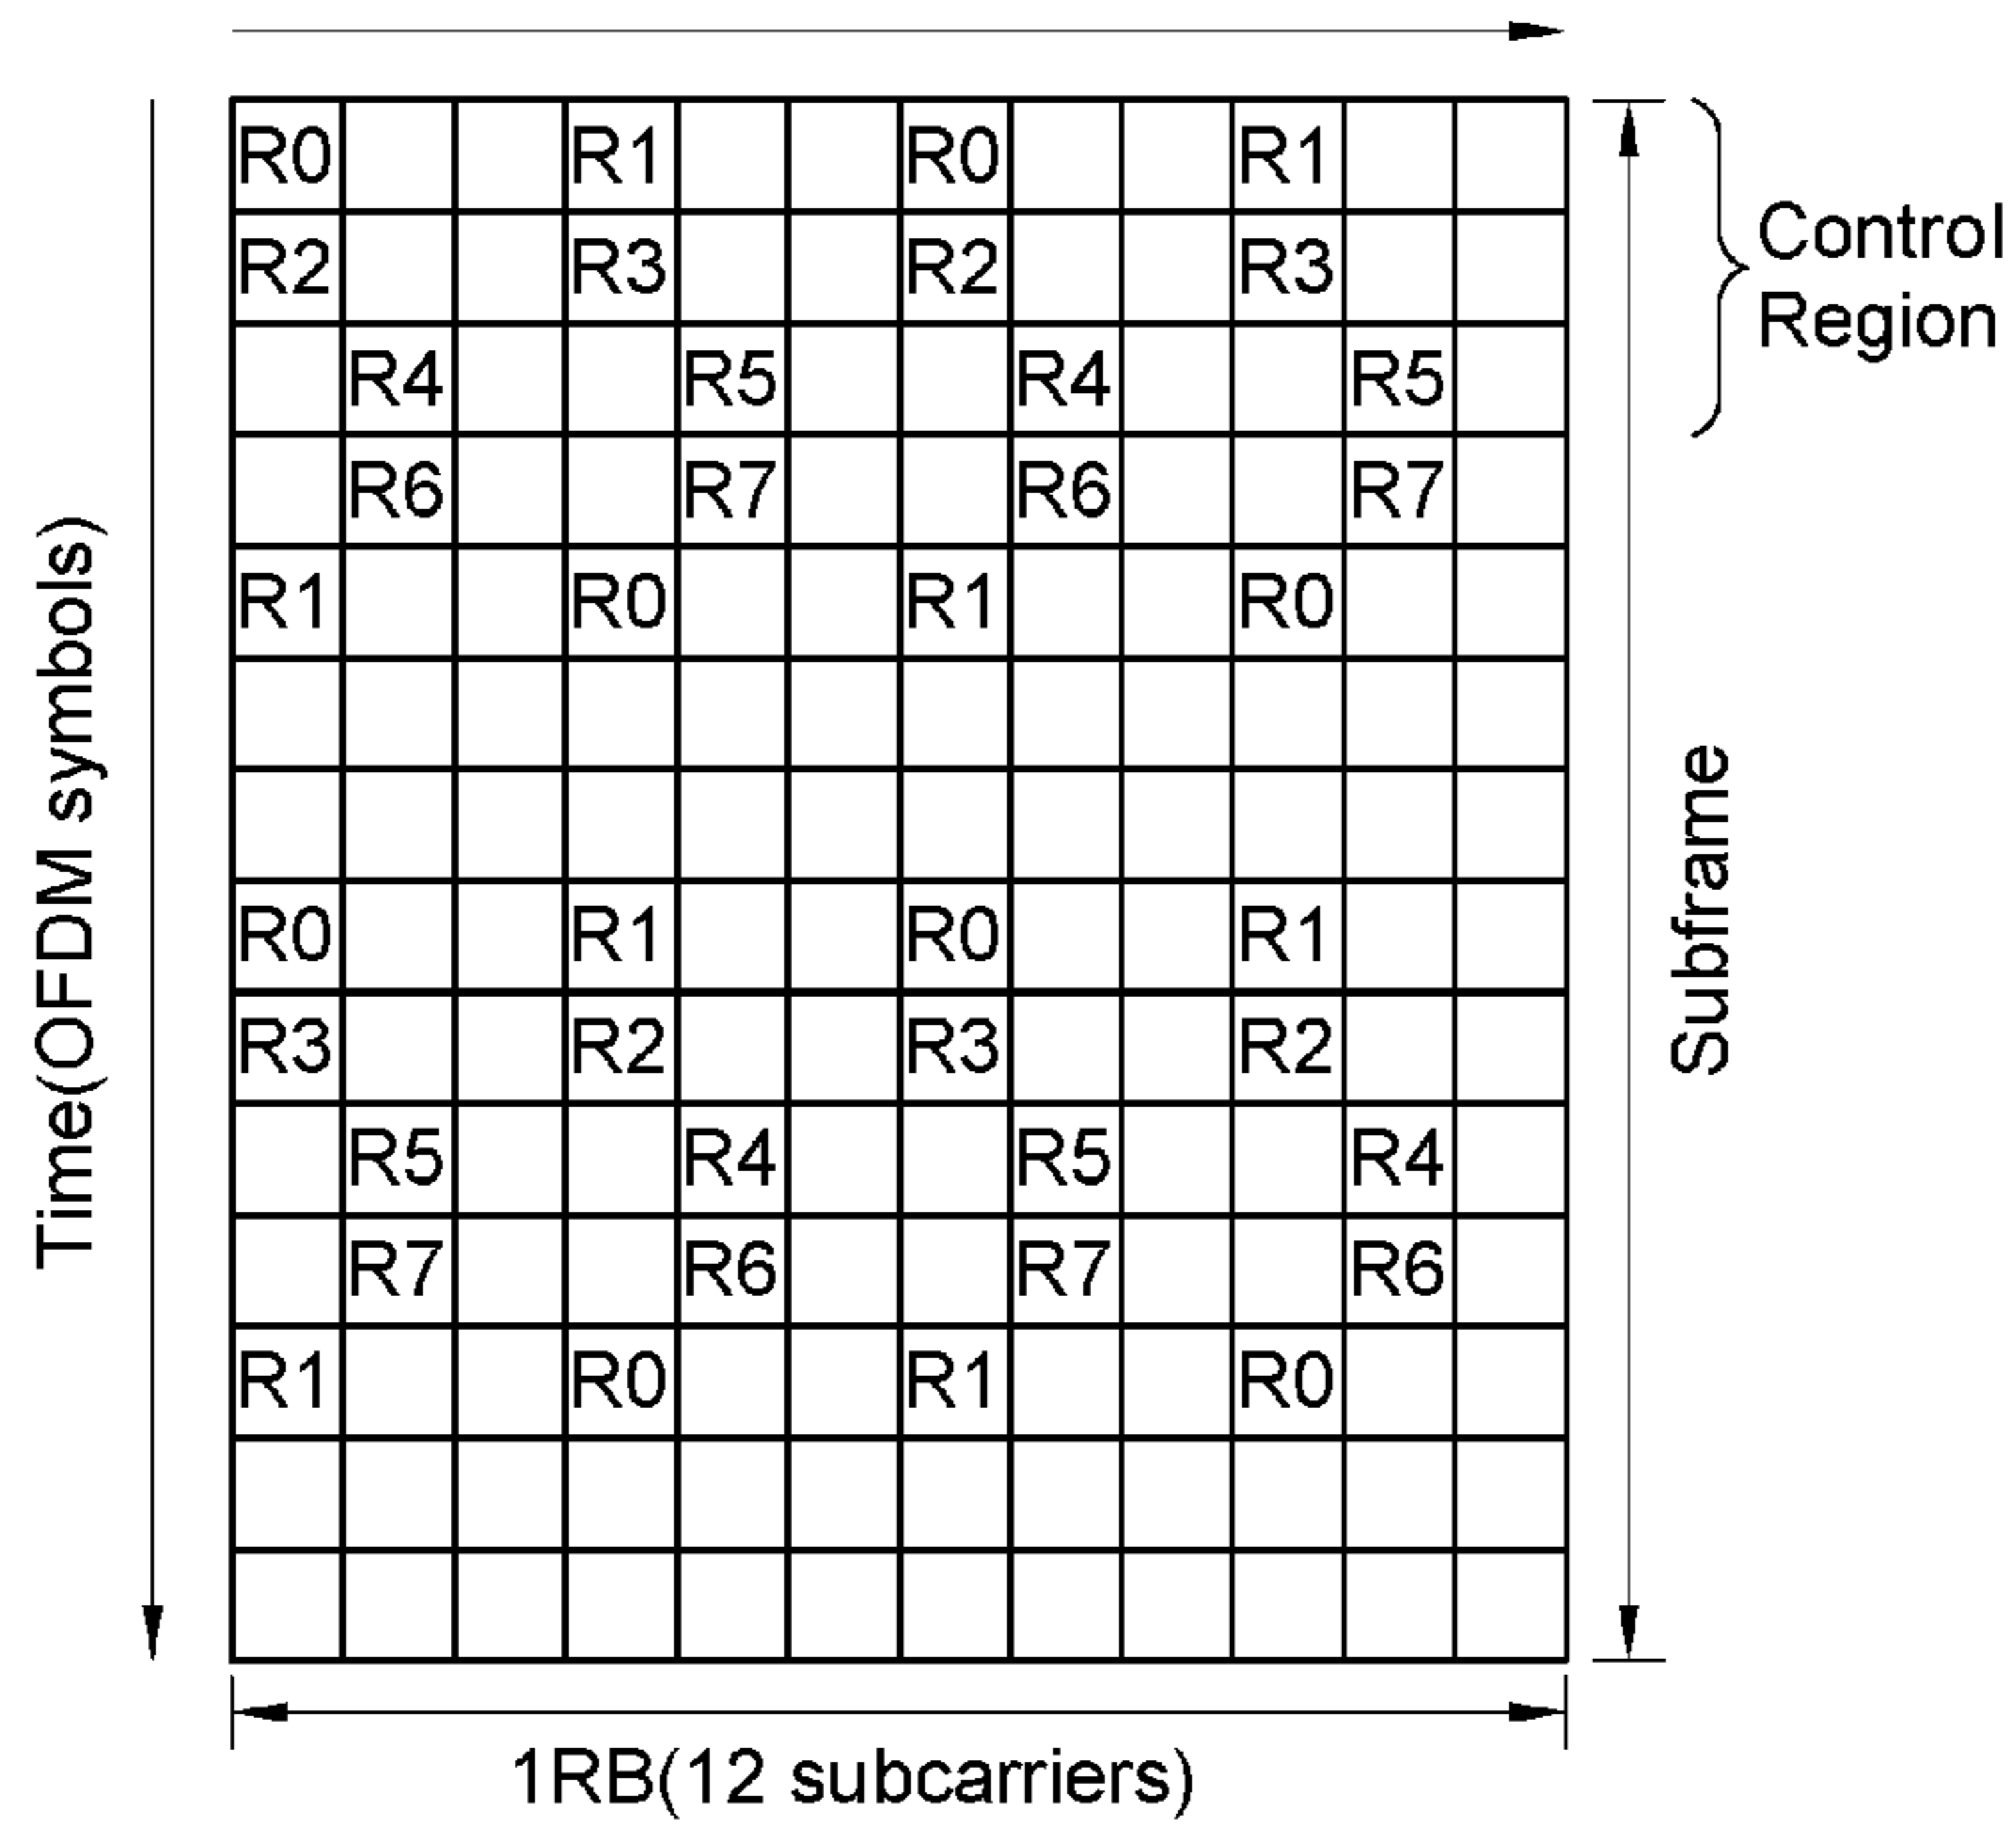 R0 R1 R0 R1
R2 R3 R2 R3
R4 R5 R4 R5
R6 R7 R6 R7
R1 R0 R1 R0
R0 R1 R0 R1
R3 R2 R3 R2
R5 R4 R5 R4
R7 R6 R7 R6
R1 R0 R1 R0
Control
Region
Time(OFDM symbols)
Subframe
1RB(12 subcarriers)